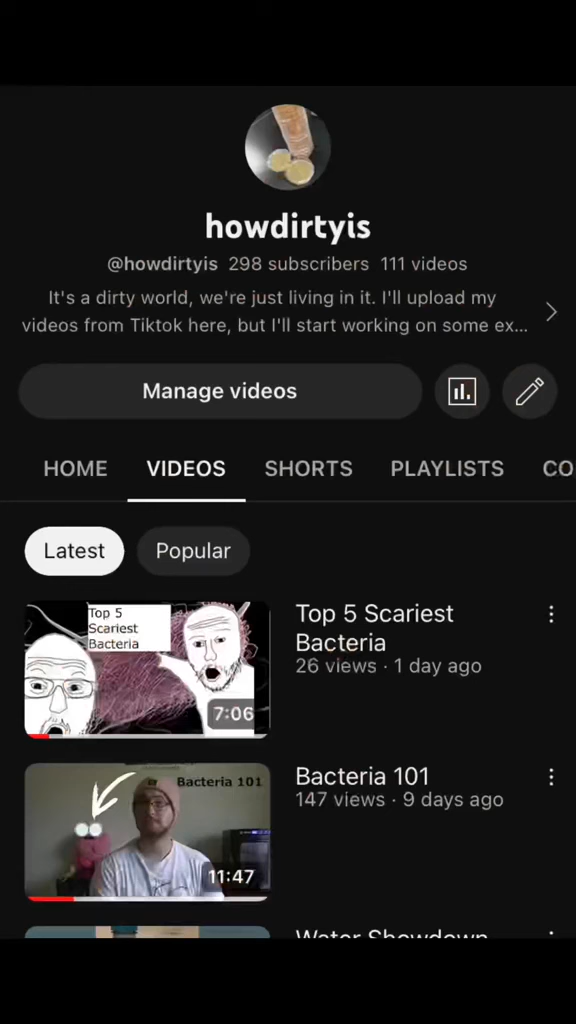 howdirtyis
@howdirtyis 298 subscribers 111 videos
It's a dirty world, we're just living in it. I'll upload my
videos from Tiktok here, but I'll start working on some ex...
Manage videos
HOME VIDEOS SHORTS PLAYLISTS CO
Latest Popular
Top 5
Scariest
Bacteria
7:06
Top 5 Scariest
Bacteria
26 views · 1 day ago
Bacteria 101
11:47
Bacteria 101
147 views · 9 days ago
Water Showdown